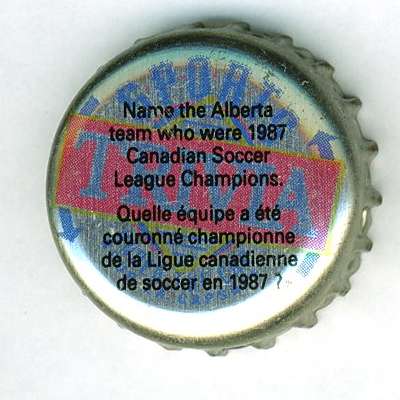 SPORTS
TRIVIA
Name the Alberta
team who were 1987
Canadian Soccer
League Champions.
Quelle équipe a été
couronné championne
de la Ligue canadienne
de soccer en 1987 ?